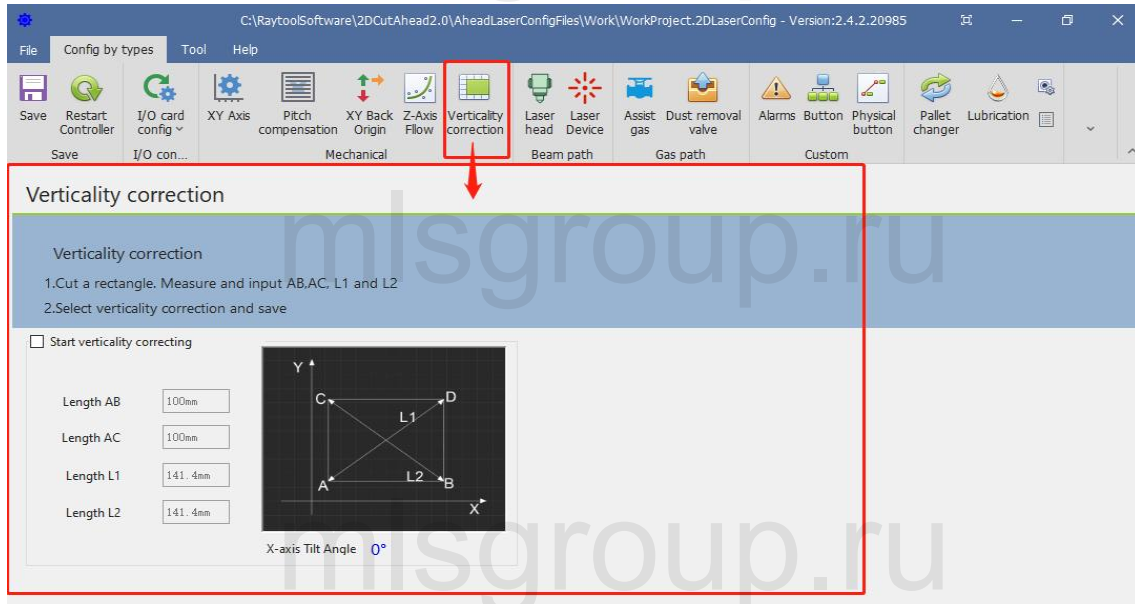 C:\RaytoolSoftware\2DCutAhead2.0\AheadLaserConfigFiles\Work\WorkProject.2DLaserConfig - Version:2.4.2.20985
File Config by types Tool Help
Save Restart Controller I/O card config XY Axis Pitch compensation XY Back Origin Z-Axis Fllow Verticality correction Laser head Laser Device Assist gas Dust removal valve Alarms Button Physical button Pallet changer Lubrication
Save I/O con... Mechanical Beam path Gas path Custom
Verticality correction
mlsgroup.ru
Verticality correction
1.Cut a rectangle. Measure and input AB,AC, L1 and L2
2.Select verticality correction and save
Start verticality correcting
Length AB 100mm
Length AC 100mm
Length L1 141.4mm
Length L2 141.4mm
Y
C D
L1
A L2 B
X
X-axis Tilt Angle 0°
mlsgroup.ru